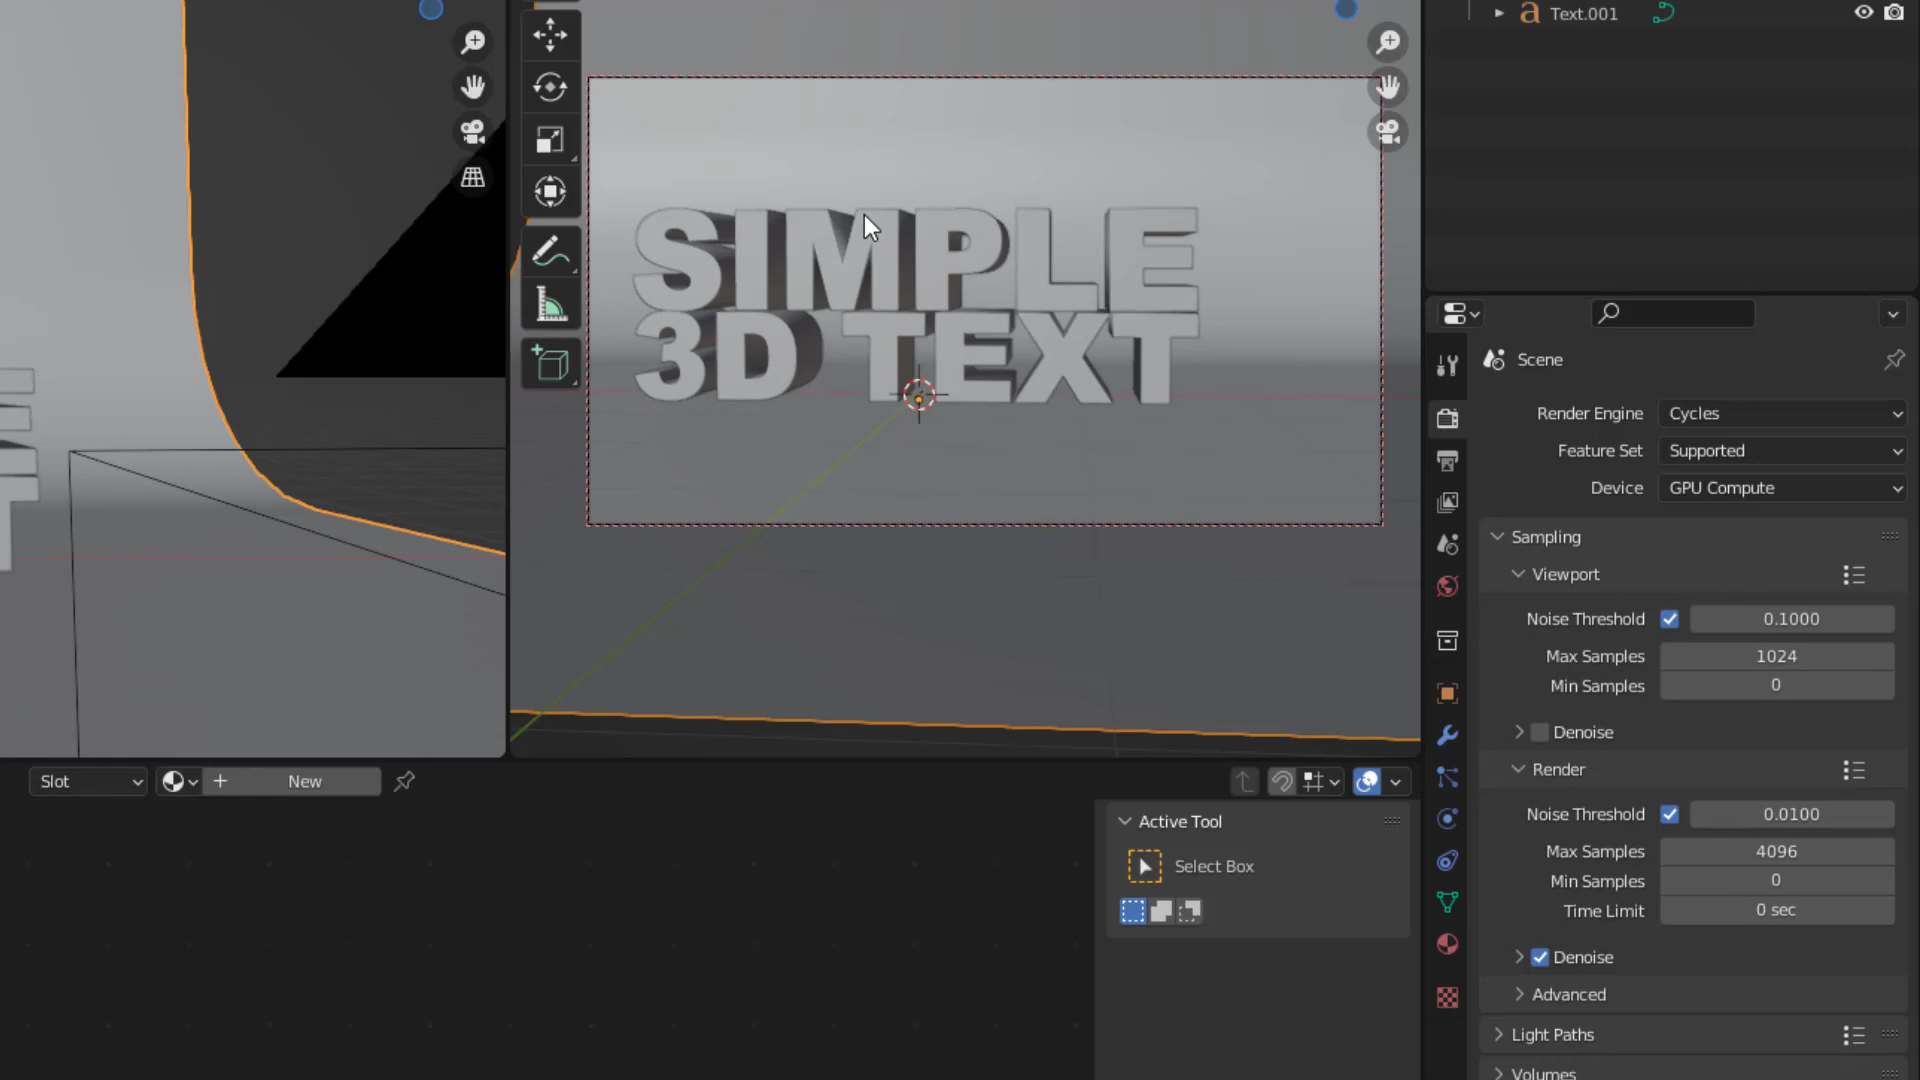 Text.001
SIMPLE
3D TEXT
Scene
Render Engine Cycles
Feature Set Supported
Device GPU Compute
Sampling
Viewport
Noise Threshold 0.1000
Max Samples 1024
Min Samples 0
Denoise
Render
Noise Threshold 0.0100
Max Samples 4096
Min Samples 0
Time Limit 0 sec
Denoise
Advanced
Light Paths
Volumes
Slot
New
Active Tool
Select Box